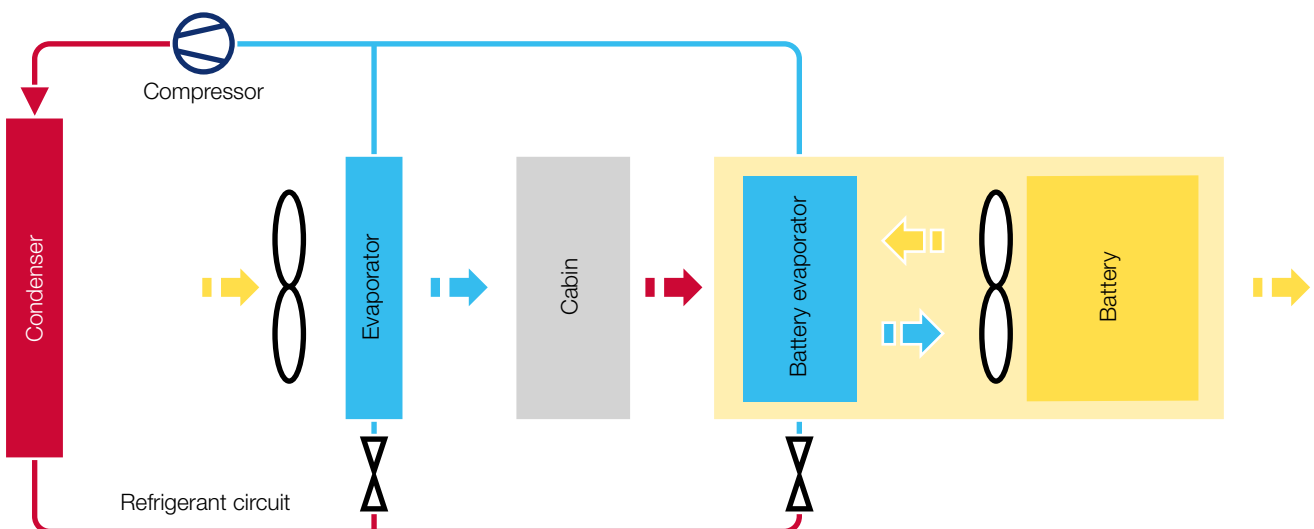 Compressor
Condenser
Evaporator
Cabin
Battery evaporator
Battery
Refrigerant circuit